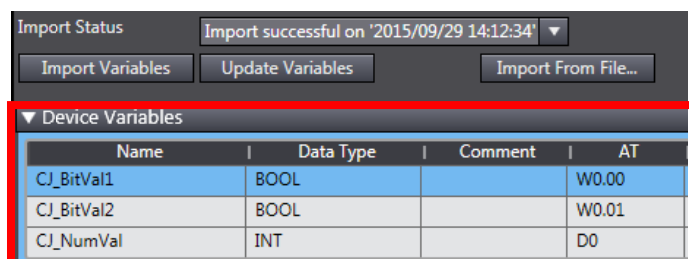 Import Status Import successful on '2015/09/29 14:12:34'
Import Variables Update Variables Import From File...
Device Variables
Name Data Type Comment AT
CJ_BitVal1 BOOL W0.00
CJ_BitVal2 BOOL W0.01
CJ_NumVal INT D0